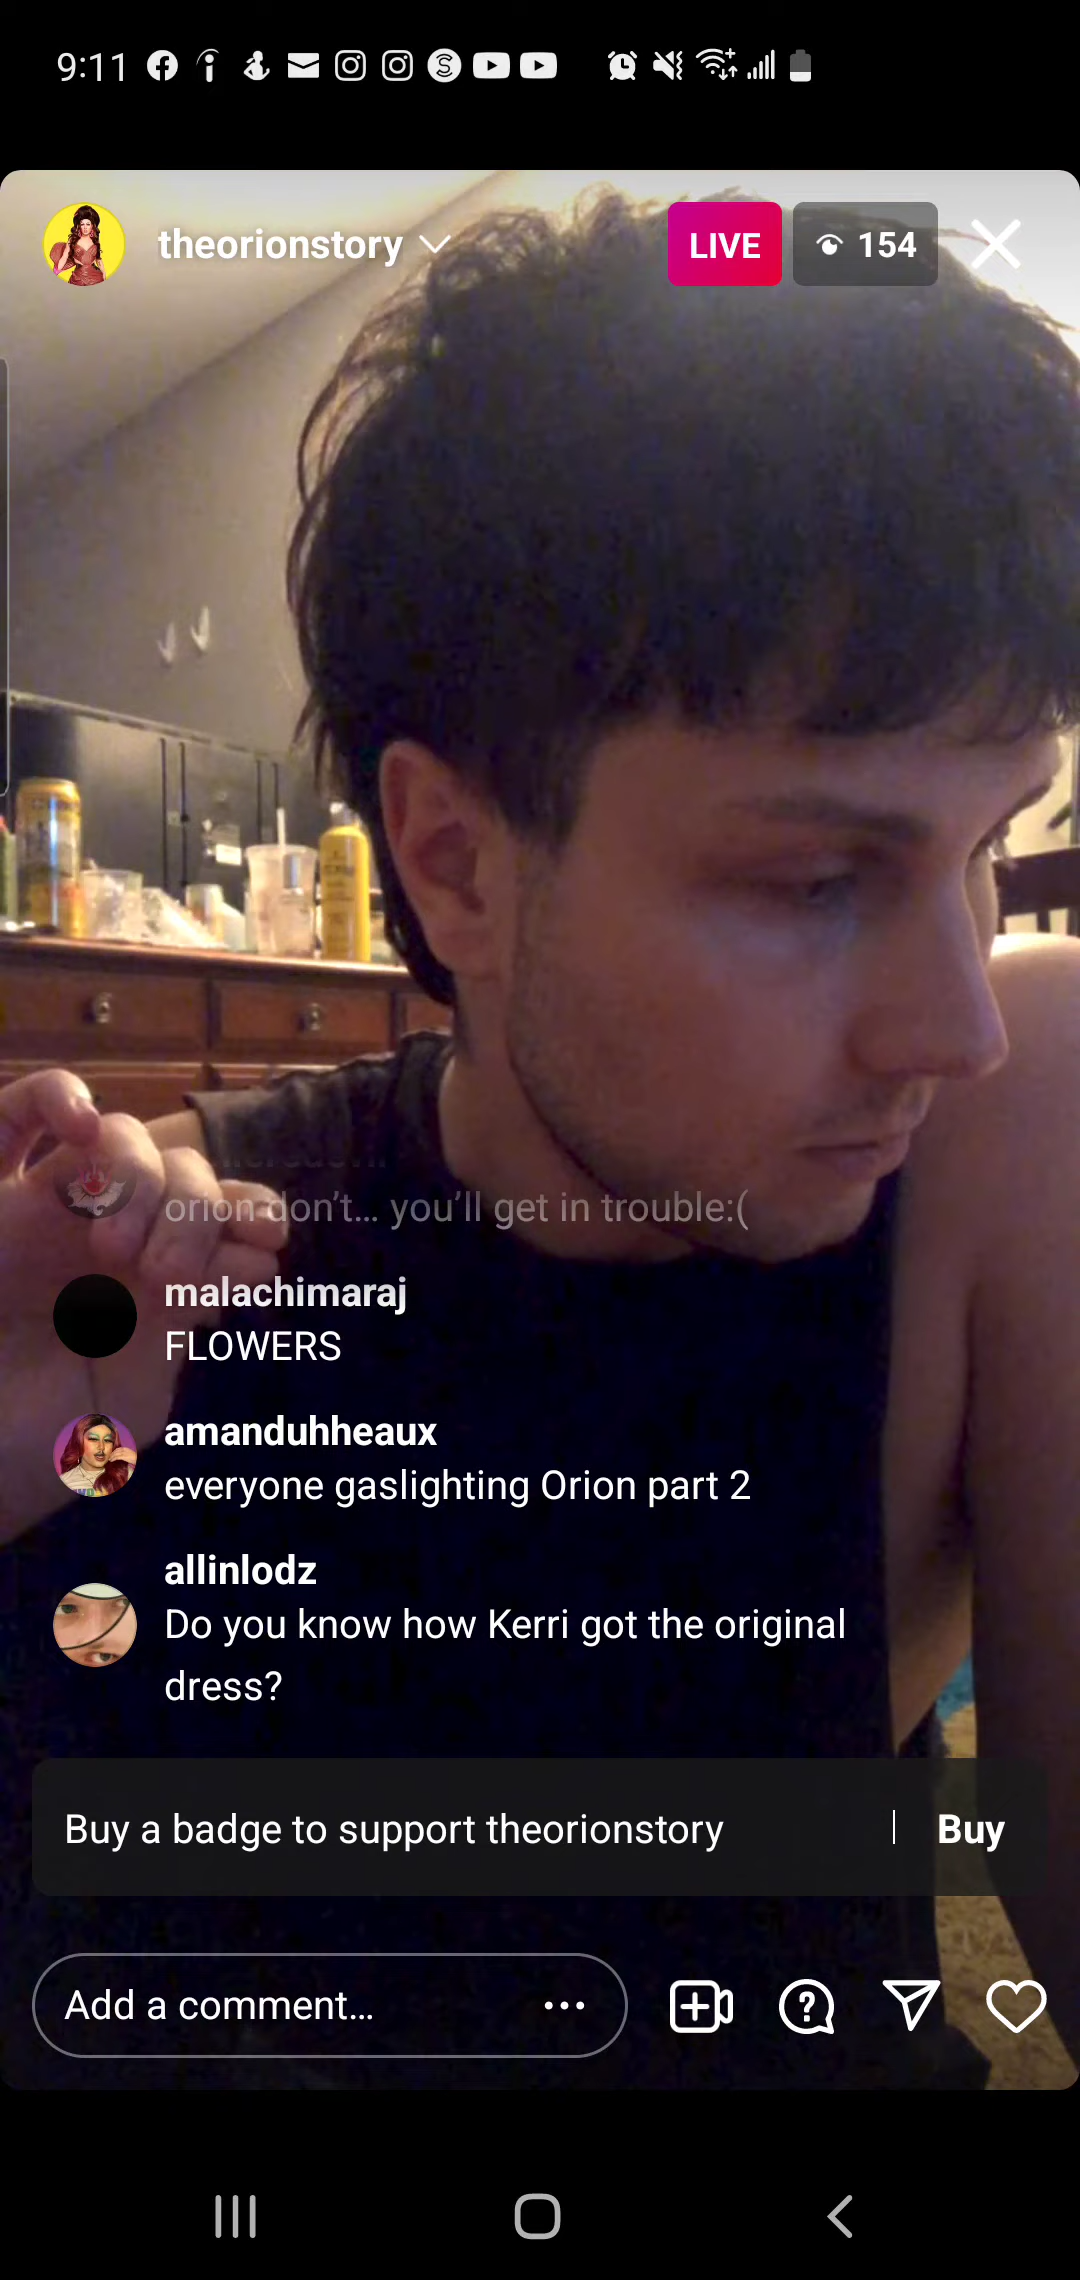 9:11
theorionstory
LIVE
154
orion don't... you'll get in trouble:(
malachimaraj
FLOWERS
amanduhheaux
everyone gaslighting Orion part 2
allinlodz
Do you know how Kerri got the original
dress?
Buy a badge to support theorionstory | Buy
Add a comment...